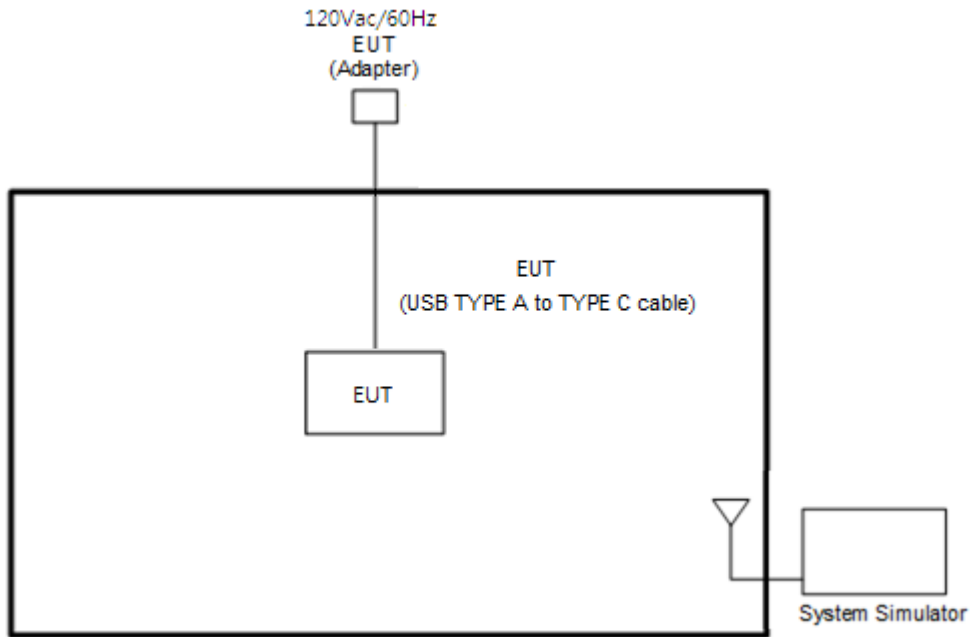 120Vac/60Hz
EUT
(Adapter)
EUT
(USB TYPE A to TYPE C cable)
EUT
System Simulator